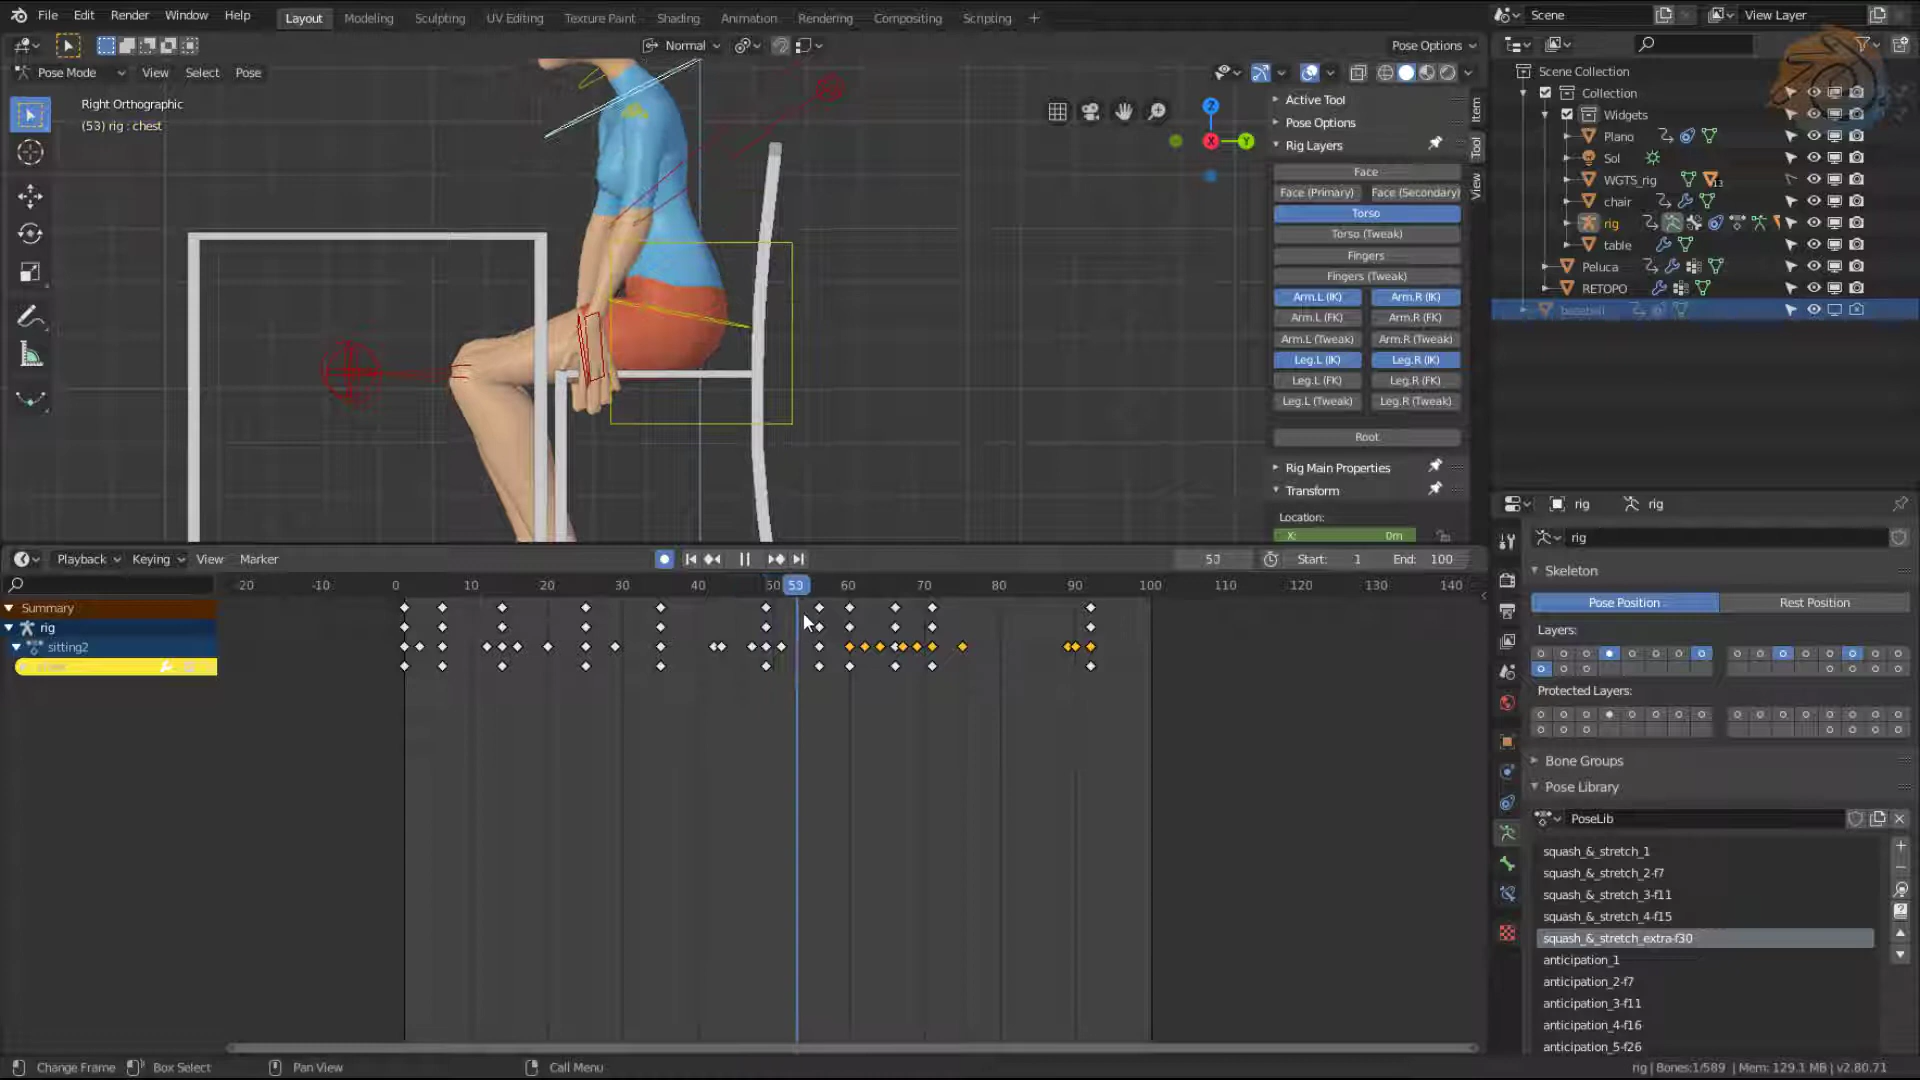 File Edit Render Window Help
Layout Modeling Sculpting UV Editing Texture Paint Shading Animation Rendering Compositing Scripting +
Scene
View Layer
Normal
Pose Options
Pose Mode View Select Pose
Right Orthographic
(53) rig : chest
Z
X
Y
Active Tool
Pose Options
Rig Layers
Face
Face (Primary) Face (Secondary)
Torso
Torso (Tweak)
Fingers
Fingers (Tweak)
Arm.L (IK) Arm.R (IK)
Arm.L (FK) Arm.R (FK)
Arm.L (Tweak) Arm.R (Tweak)
Leg.L (IK) Leg.R (IK)
Leg.L (FK) Leg.R (FK)
Leg.L (Tweak) Leg.R (Tweak)
Root
Rig Main Properties
Transform
Location:
X: 0m
Item
Tool
View
Scene Collection
Collection
Widgets
Plano
Sol
WGTS_rig 13
chair
rig
table
Peluca
RETOPO
baseball
Playback Keying View Marker
53 Start: 1 End: 100
-20 -10 0 10 20 30 40 50 53 60 70 80 90 100 110 120 130 140
Summary
rig
sitting2
rig rig
rig
Skeleton
Pose Position Rest Position
Layers:
Protected Layers:
Bone Groups
Pose Library
PoseLib
squash_&_stretch_1
squash_&_stretch_2-f7
squash_&_stretch_3-f11
squash_&_stretch_4-f15
squash_&_stretch_extra-f30
anticipation_1
anticipation_2-f7
anticipation_3-f11
anticipation_4-f16
anticipation_5-f26
Change Frame Box Select Pan View Call Menu
rig | Bones:1/589 | Mem: 129.1 MB | v2.80.71